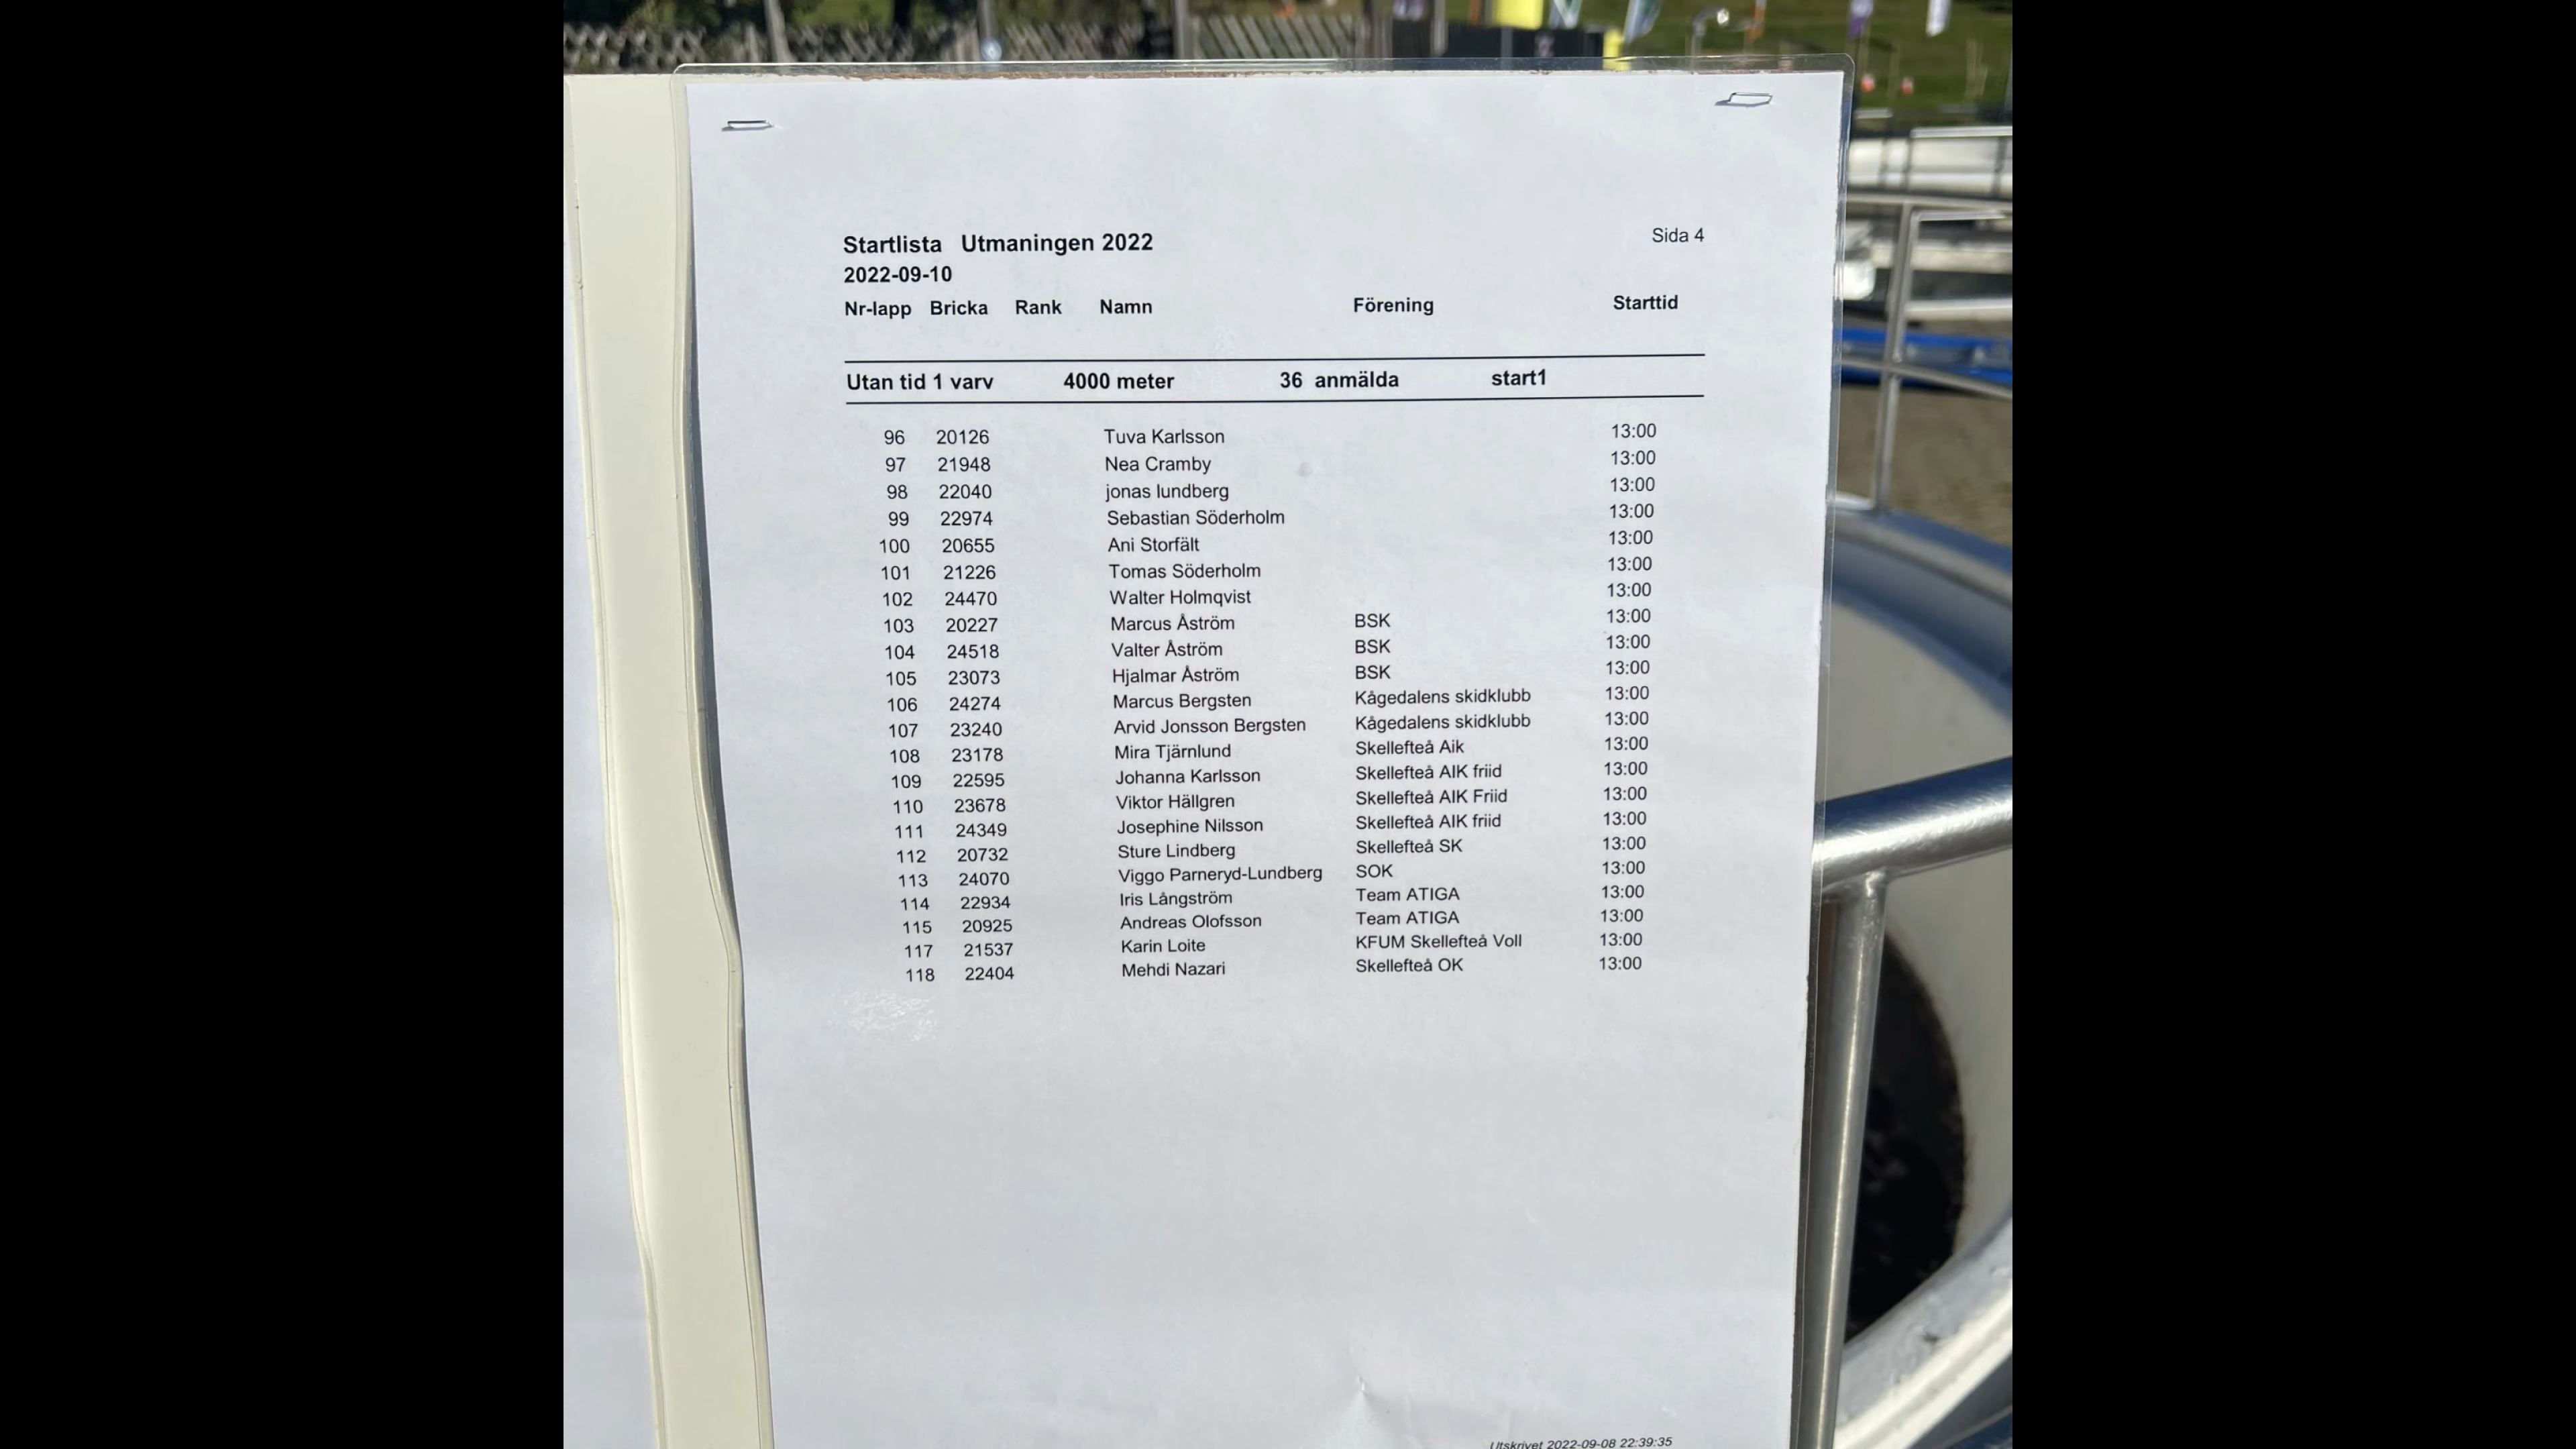 Startlista Utmaningen 2022 Sida 4
2022-09-10
Nr-lapp Bricka Rank Namn Förening Starttid
Utan tid 1 varv 4000 meter 36 anmälda start1
96 20126 Tuva Karlsson 13:00
97 21948 Nea Cramby 13:00
98 22040 jonas lundberg 13:00
99 22974 Sebastian Söderholm 13:00
100 20655 Ani Storfält 13:00
101 21226 Tomas Söderholm 13:00
102 24470 Walter Holmqvist 13:00
103 20227 Marcus Åström BSK 13:00
104 24518 Valter Åström BSK 13:00
105 23073 Hjalmar Åström BSK 13:00
106 24274 Marcus Bergsten Kågedalens skidklubb 13:00
107 23240 Arvid Jonsson Bergsten Kågedalens skidklubb 13:00
108 23178 Mira Tjärnlund Skellefteå Aik 13:00
109 22595 Johanna Karlsson Skellefteå AIK friid 13:00
110 23678 Viktor Hällgren Skellefteå AIK Friid 13:00
111 24349 Josephine Nilsson Skellefteå AIK friid 13:00
112 20732 Sture Lindberg Skellefteå SK 13:00
113 24070 Viggo Parneryd-Lundberg SOK 13:00
114 22934 Iris Långström Team ATIGA 13:00
115 20925 Andreas Olofsson Team ATIGA 13:00
117 21537 Karin Loite KFUM Skellefteå Voll 13:00
118 22404 Mehdi Nazari Skellefteå OK 13:00
Utskrivet 2022-09-08 22:39:35